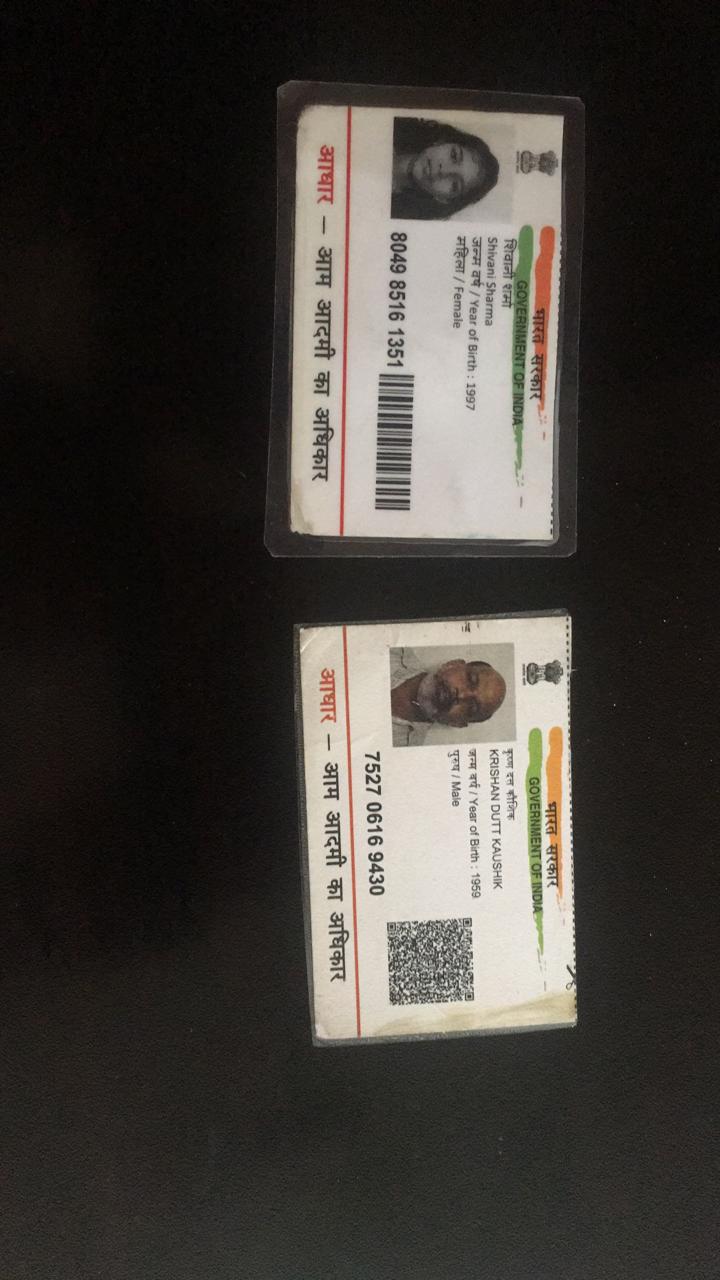 भारत सरकार
GOVERNMENT OF INDIA
शिवानी शर्मा
Shivani Sharma
जन्म वर्ष / Year of Birth : 1997
महिला / Female
8049 8516 1351
आधार — आम आदमी का अधिकार
भारत सरकार
GOVERNMENT OF INDIA
कृष्ण दत्त कौशिक
KRISHAN DUTT KAUSHIK
जन्म वर्ष / Year of Birth : 1959
पुरुष / Male
7527 0616 9430
आधार — आम आदमी का अधिकार